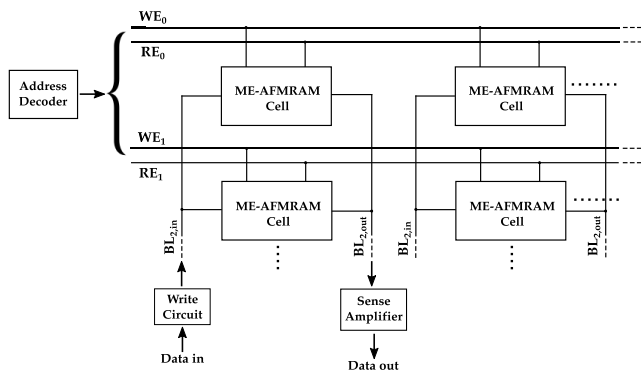 WE0
RE0
ME-AFMRAM
Cell
ME-AFMRAM
Cell
Address
Decoder
WE1
RE1
ME-AFMRAM
Cell
ME-AFMRAM
Cell
BL2,in
BL2,out
BL2,in
BL2,out
Write
Circuit
Sense
Amplifier
Data in
Data out